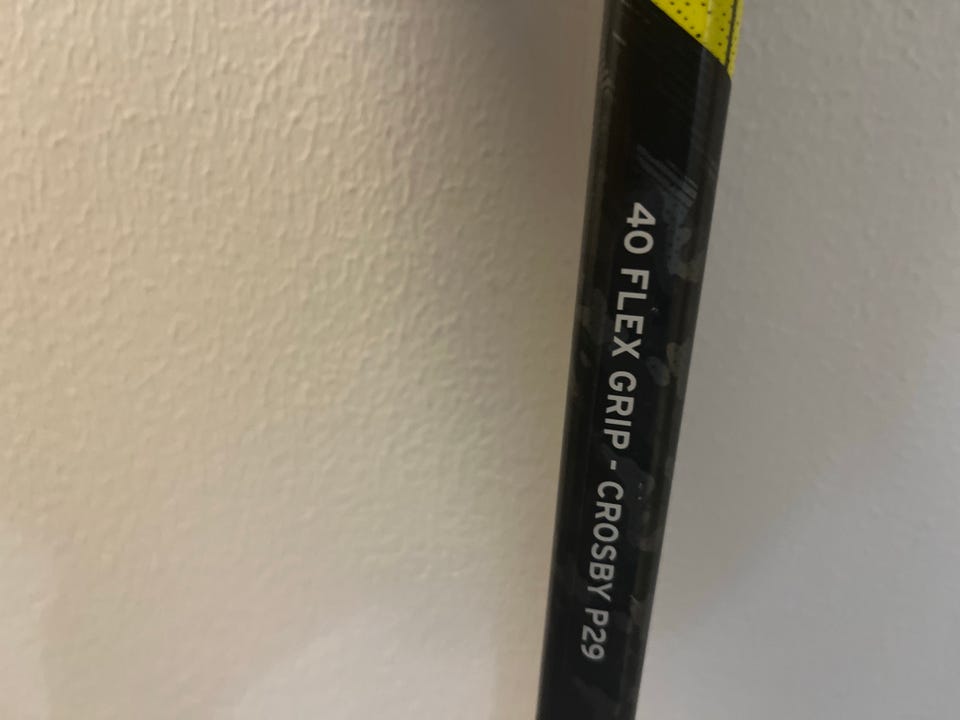 40 FLEX GRIP - CROSBY P29